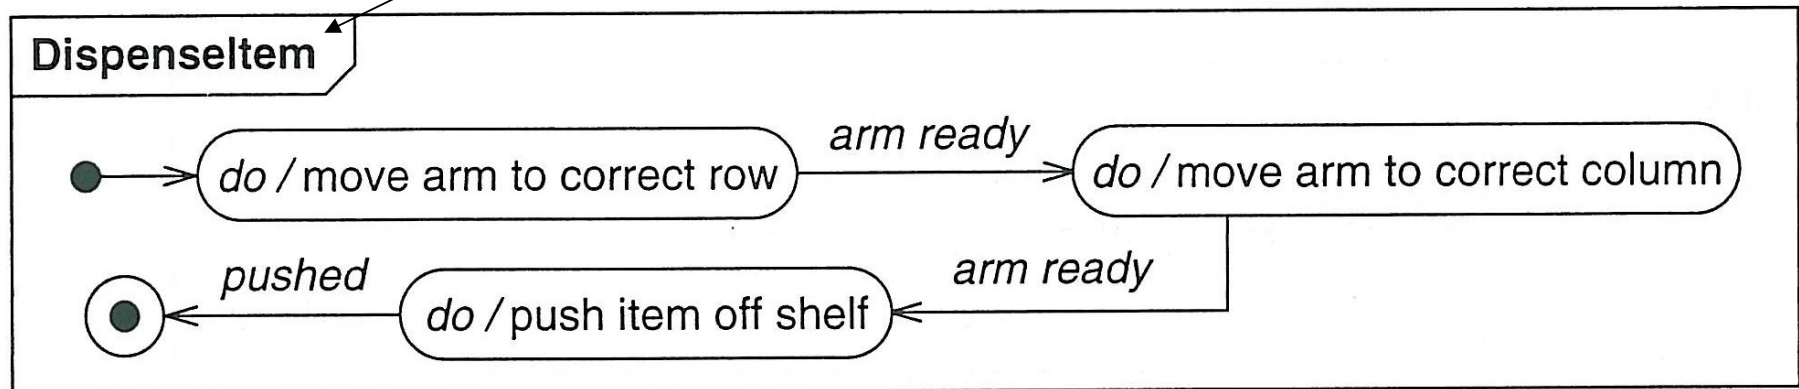 DispenseItem
do / move arm to correct row
arm ready
do / move arm to correct column
arm ready
do / push item off shelf
pushed